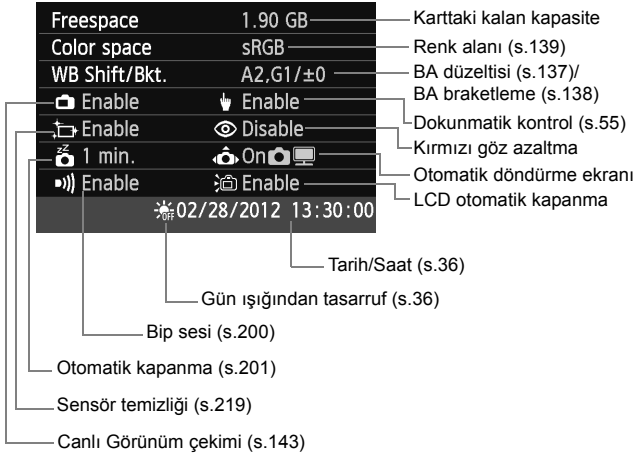 Freespace 1.90 GB
Karttaki kalan kapasite
Color space sRGB
Renk alanı (s.139)
WB Shift/Bkt. A2,G1/±0
BA düzeltisi (s.137)/
BA braketleme (s.138)
Enable Enable
Dokunmatik kontrol (s.55)
Enable Disable
Kırmızı göz azaltma
zZ 1 min. On
Otomatik döndürme ekranı
Enable Enable
LCD otomatik kapanma
OFF 02/28/2012 13:30:00
Tarih/Saat (s.36)
Gün ışığından tasarruf (s.36)
Bip sesi (s.200)
Otomatik kapanma (s.201)
Sensör temizliği (s.219)
Canlı Görünüm çekimi (s.143)